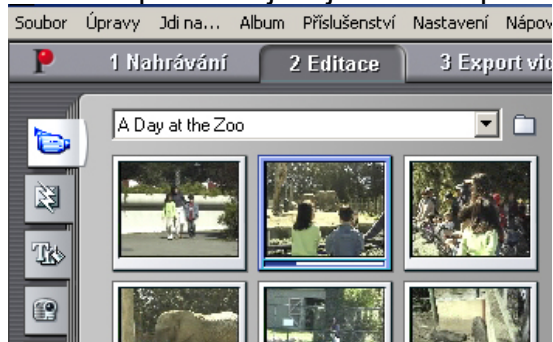 Soubor Úpravy Jdi na... Album Příslušenství Nastavení Nápov
1 Nahrávání 2 Editace 3 Export vid
A Day at the Zoo